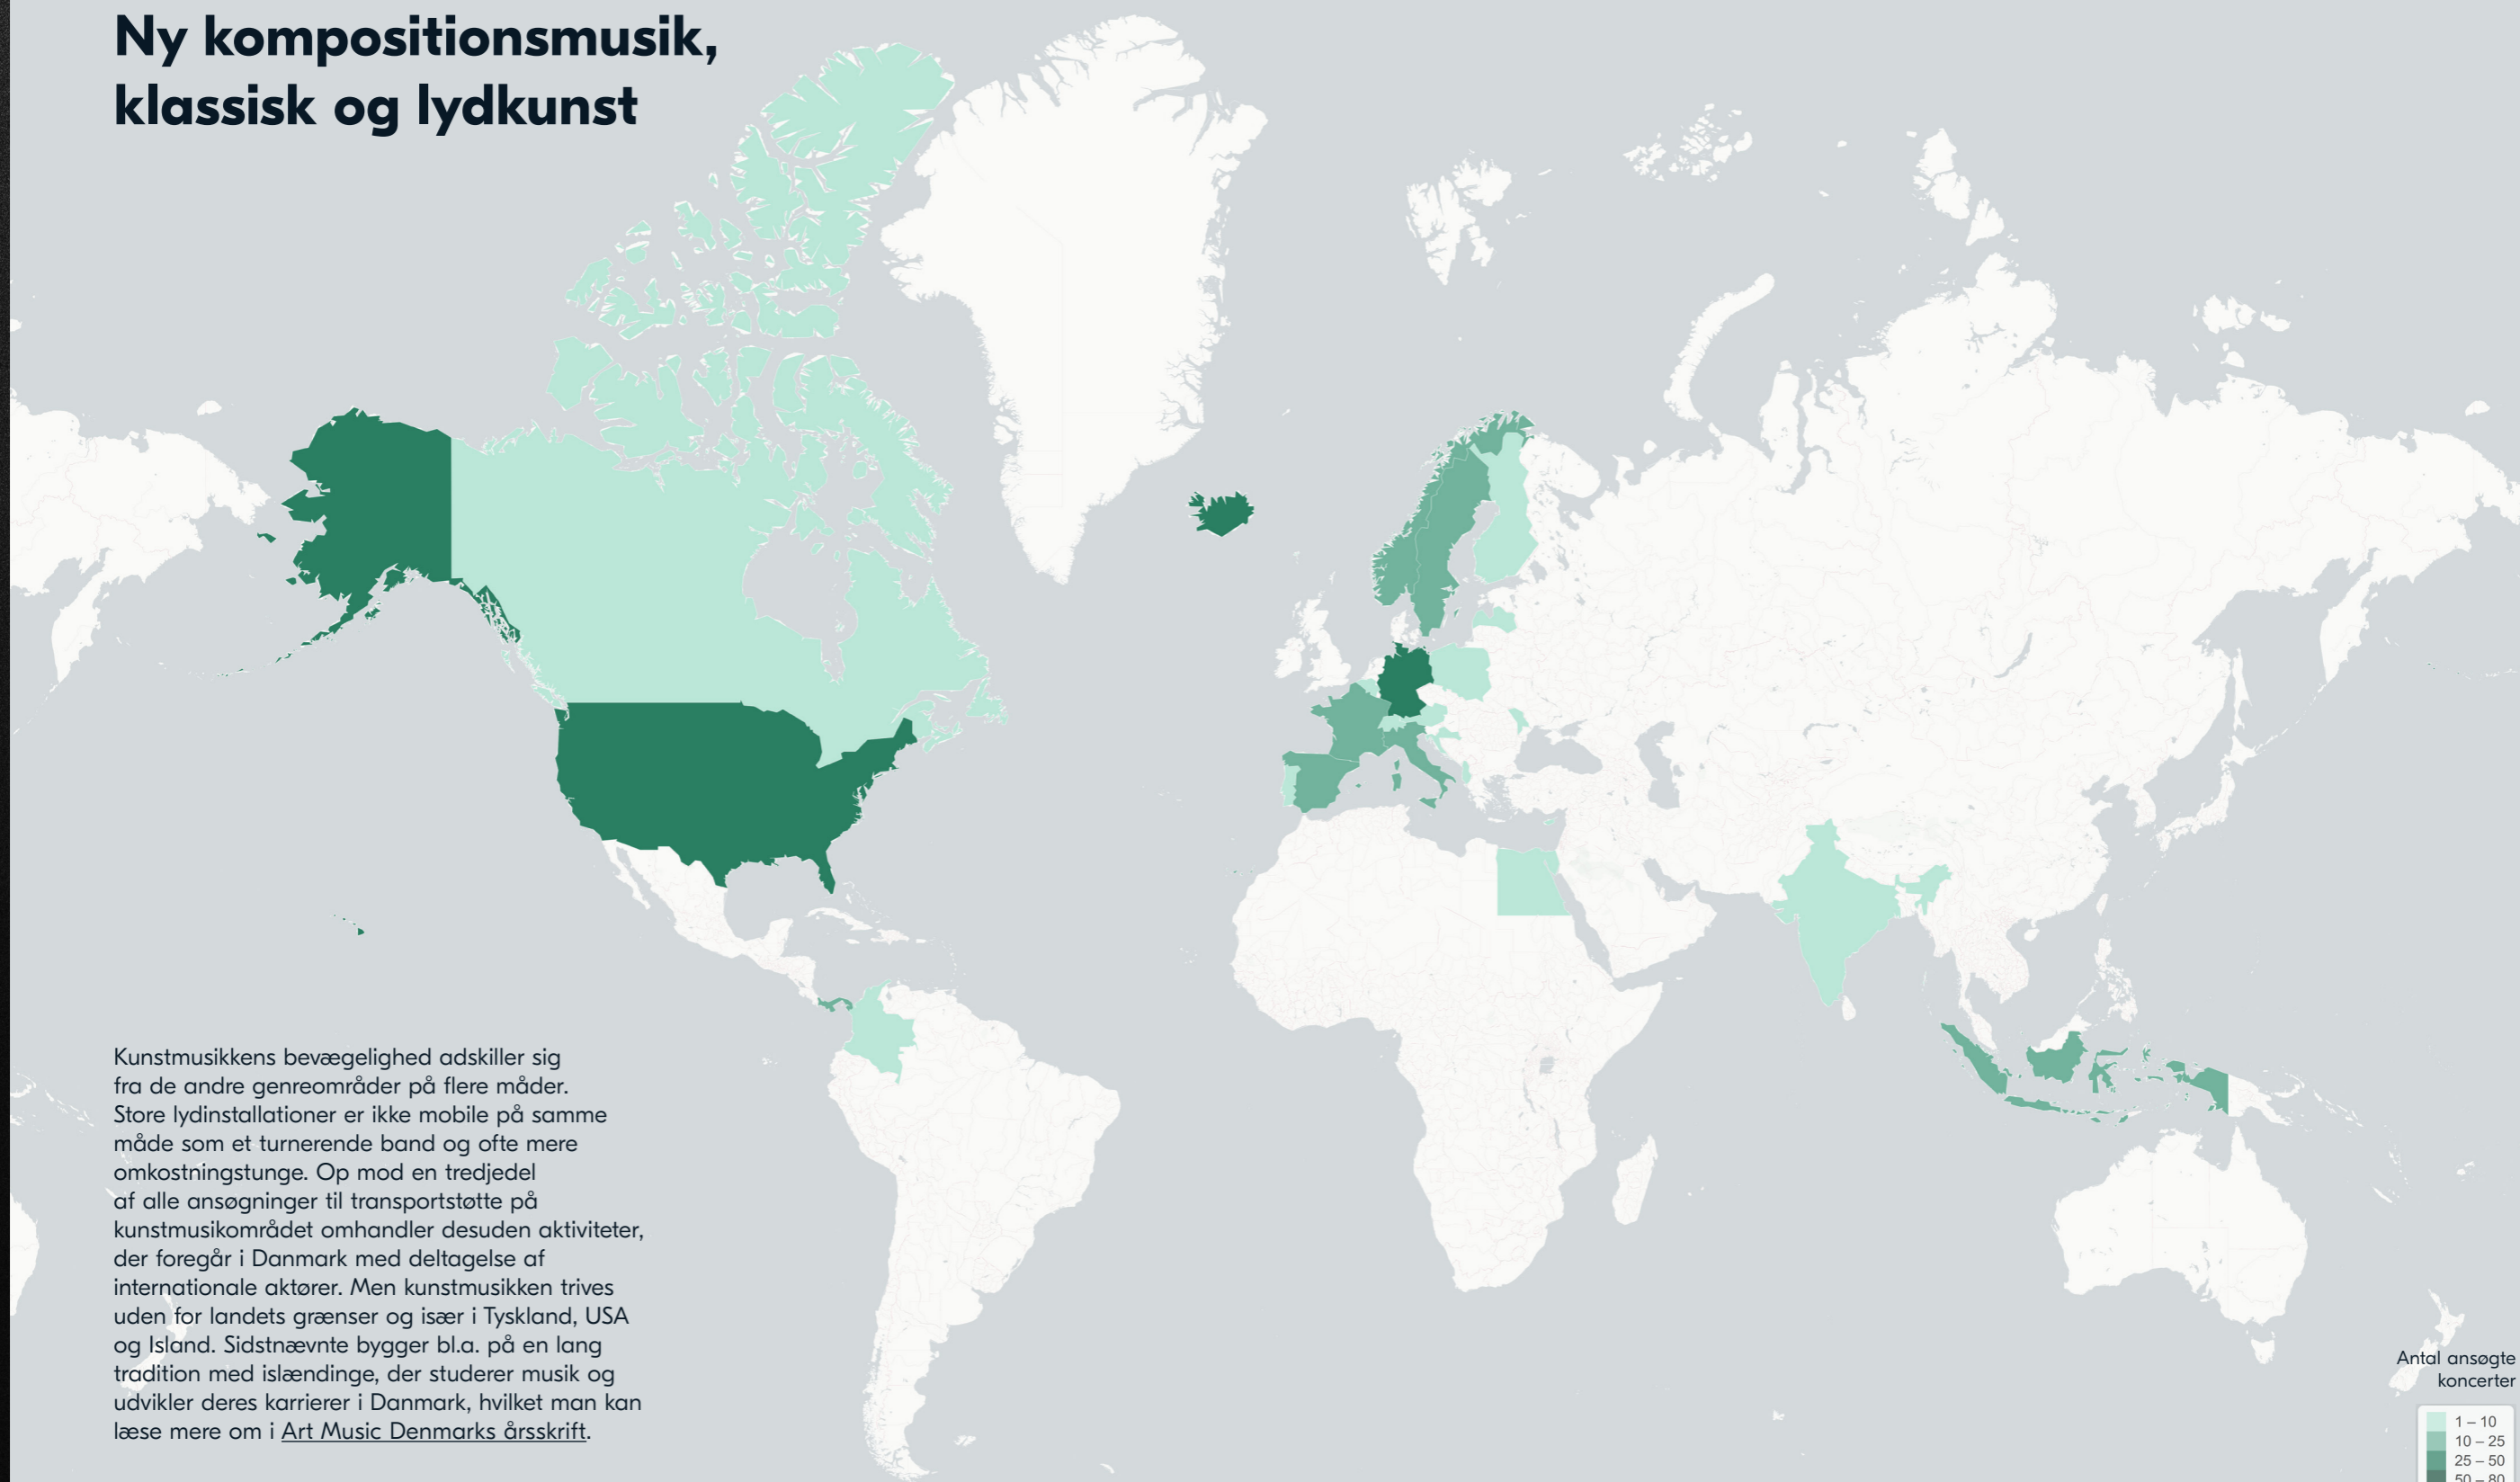 Ny kompositionsmusik,
klassisk og lydkunst
Kunstmusikkens bevægelighed adskiller sig
fra de andre genreområder på flere måder.
Store lydinstallationer er ikke mobile på samme
måde som et turnerende band og ofte mere
omkostningstunge. Op mod en tredjedel
af alle ansøgninger til transportstøtte på
kunstmusikområdet omhandler desuden aktiviteter,
der foregår i Danmark med deltagelse af
internationale aktører. Men kunstmusikken trives
uden for landets grænser og især i Tyskland, USA
og Island. Sidstnævnte bygger bl.a. på en lang
tradition med islændinge, der studerer musik og
udvikler deres karrierer i Danmark, hvilket man kan
læse mere om i Art Music Denmarks årsskrift.
Antal ansøgte
koncerter
1 – 10
10 – 25
25 – 50
50 – 80